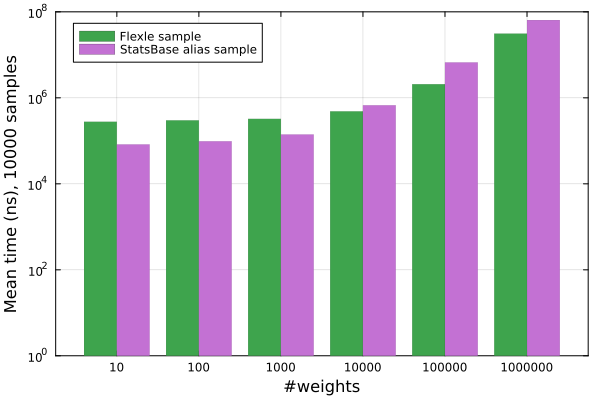 10^8
10^6
10^4
10^2
10^0
Mean time (ns), 10000 samples
Flexle sample
StatsBase alias sample
10 100 1000 10000 100000 1000000
#weights